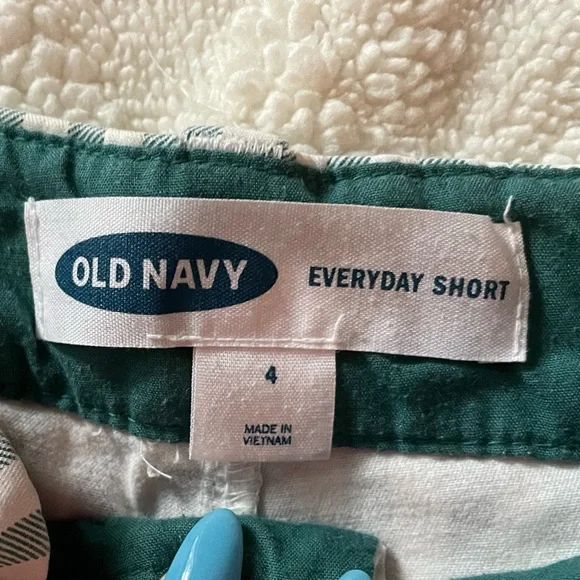 OLD NAVY EVERYDAY SHORT
4
MADE IN
VIETNAM